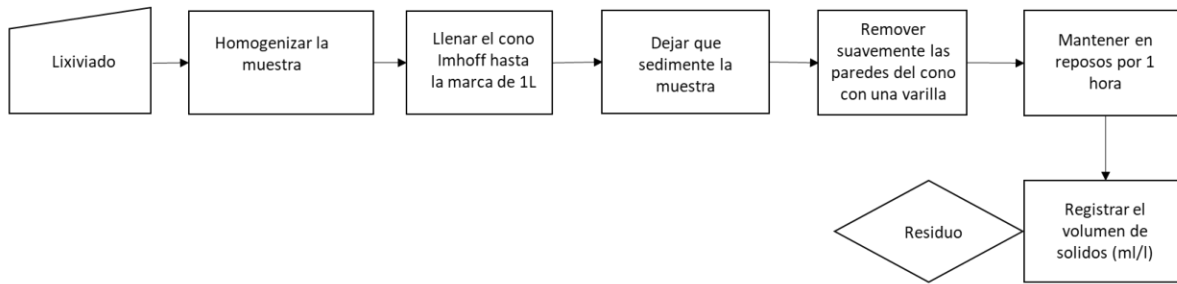 Lixiviado
Homogenizar la
muestra
Llenar el cono
Imhoff hasta
la marca de 1L
Dejar que
sedimente la
muestra
Remover
suavemente las
paredes del cono
con una varilla
Mantener en
reposos por 1
hora
Registrar el
volumen de
solidos (ml/l)
Residuo